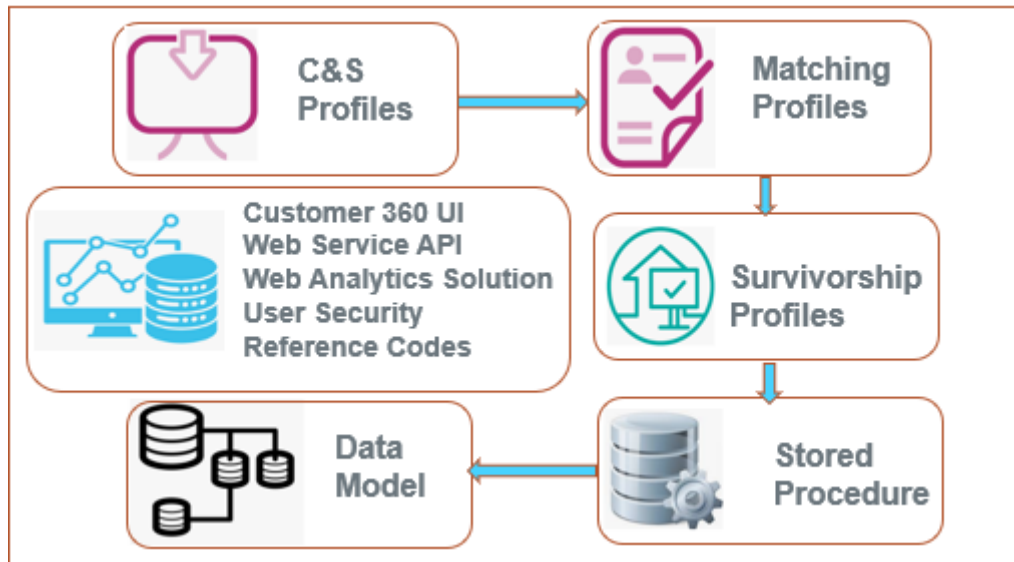 C&S
Profiles
Matching
Profiles
Customer 360 UI
Web Service API
Web Analytics Solution
User Security
Reference Codes
Survivorship
Profiles
Data
Model
Stored
Procedure